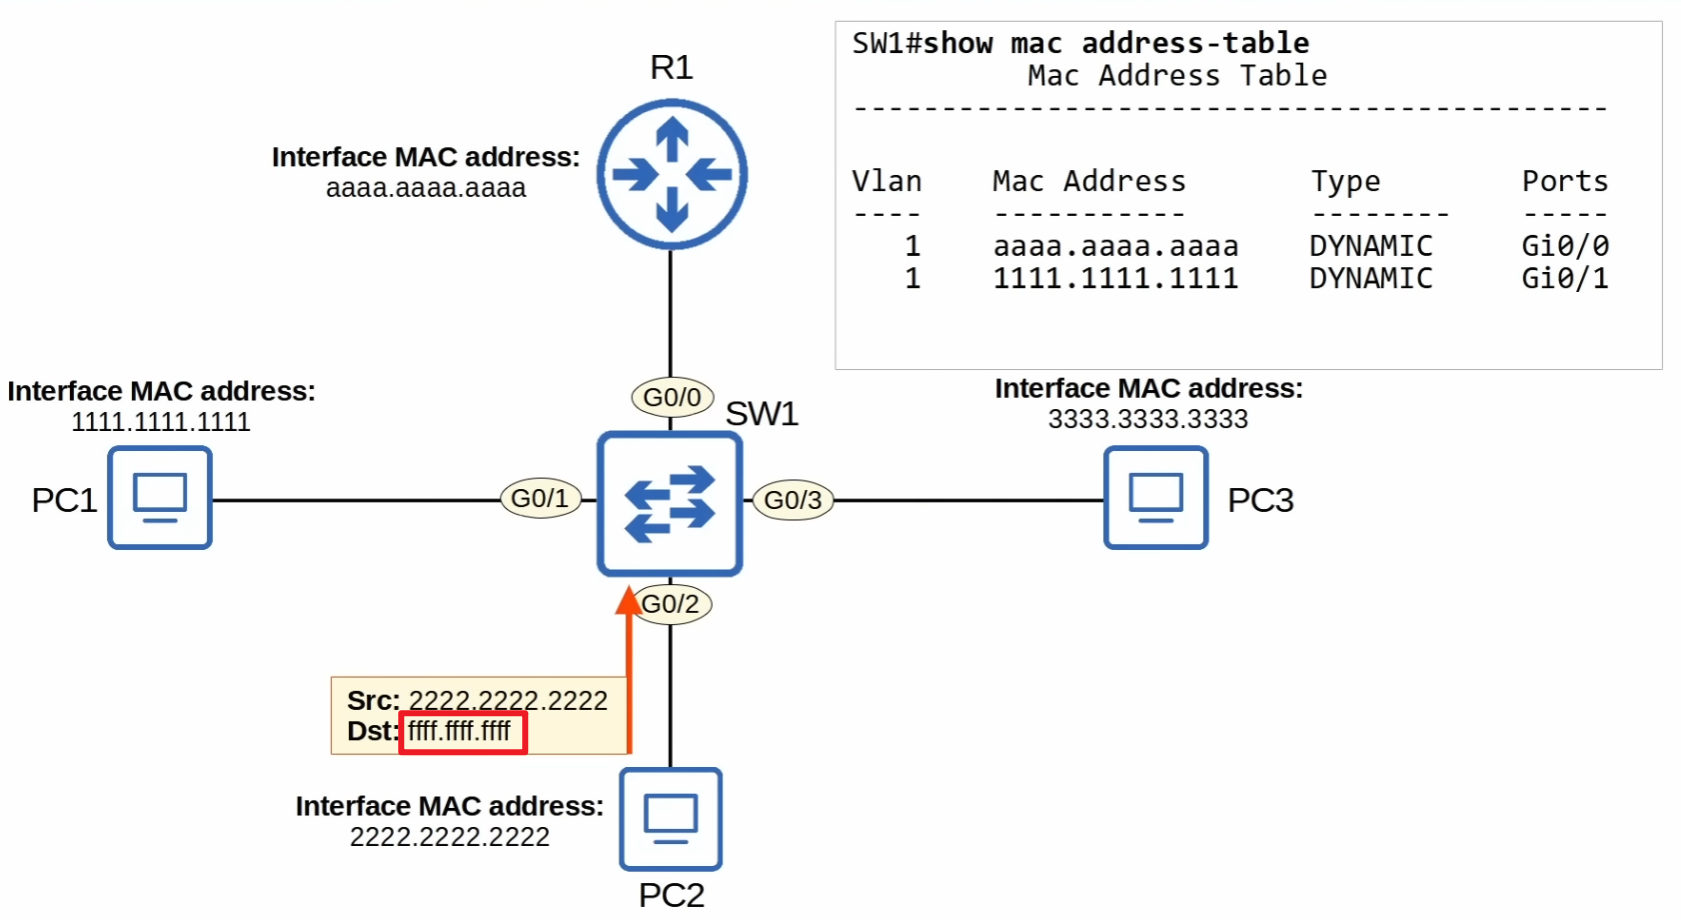 SW1#show mac address-table
Mac Address Table
-------------------------------------------
Vlan Mac Address Type Ports
---- ----------- -------- -----
1 aaaa.aaaa.aaaa DYNAMIC Gi0/0
1 1111.1111.1111 DYNAMIC Gi0/1
R1
Interface MAC address:
aaaa.aaaa.aaaa
Interface MAC address:
1111.1111.1111
PC1
G0/0
SW1
G0/1
G0/3
G0/2
Interface MAC address:
3333.3333.3333
PC3
Src: 2222.2222.2222
Dst: ffff.ffff.ffff
Interface MAC address:
2222.2222.2222
PC2